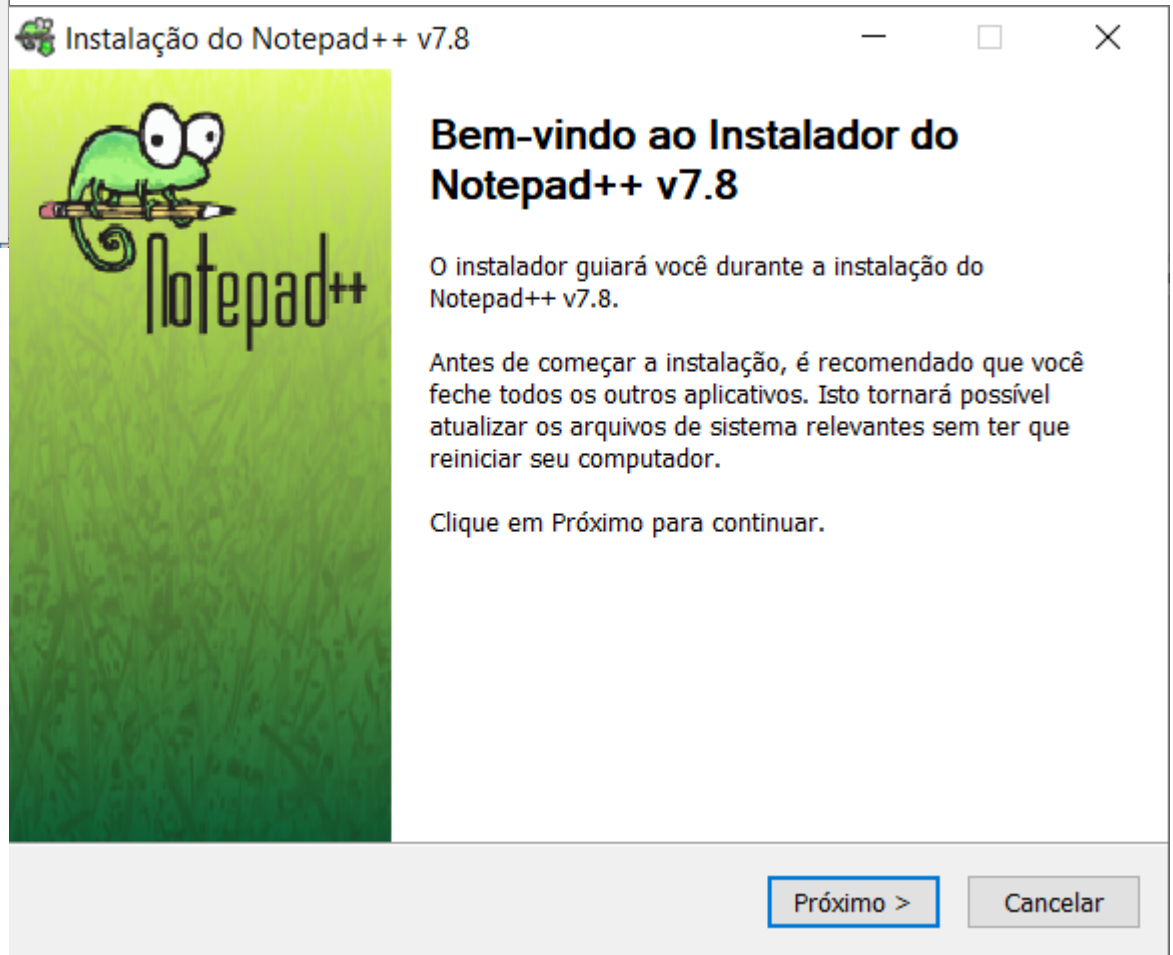 Instalação do Notepad++ v7.8
Notepad++
Bem-vindo ao Instalador do
Notepad++ v7.8
O instalador guiará você durante a instalação do
Notepad++ v7.8.
Antes de começar a instalação, é recomendado que você
feche todos os outros aplicativos. Isto tornará possível
atualizar os arquivos de sistema relevantes sem ter que
reiniciar seu computador.
Clique em Próximo para continuar.
Próximo >
Cancelar